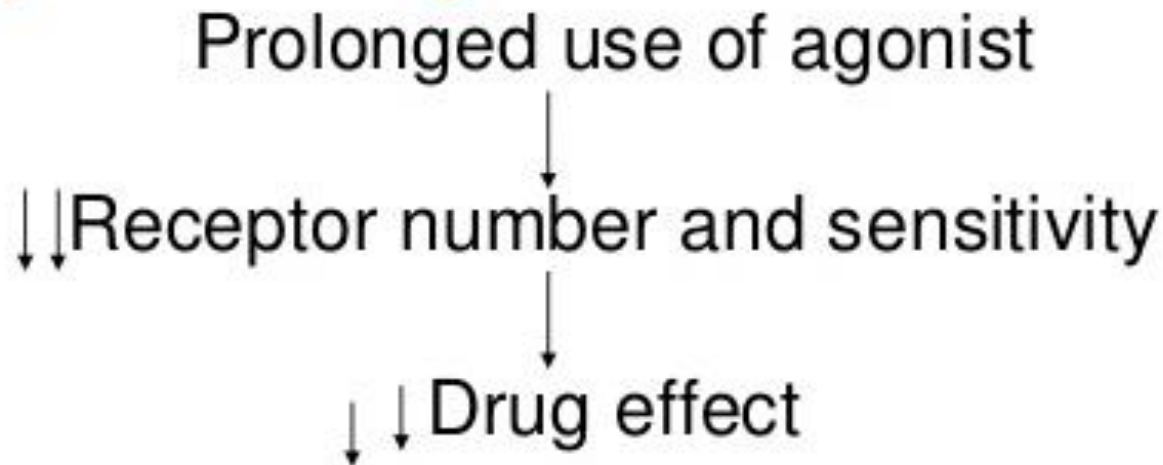 Prolonged use of agonist
↓↓Receptor number and sensitivity
↓↓Drug effect